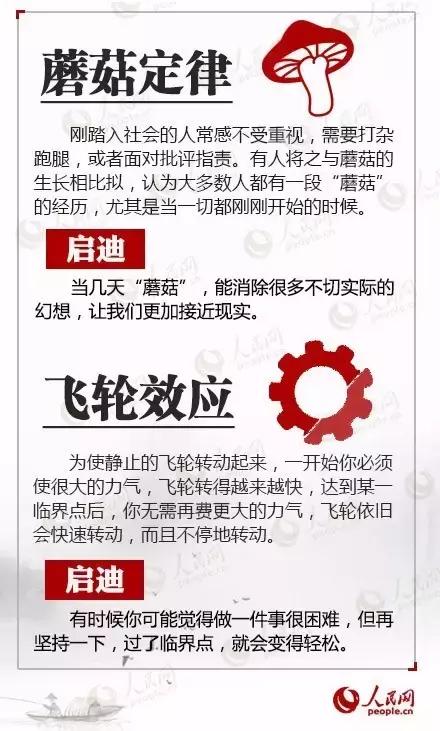 蘑菇定律
刚踏入社会的人常感不受重视，需要打杂
跑腿，或者面对批评指责。有人将之与蘑菇的
生长相比拟，认为大多数人都有一段“蘑菇”
的经历，尤其是当一切都刚刚开始的时候。
启迪
当几天“蘑菇”，能消除很多不切实际的
幻想，让我们更加接近现实。
飞轮效应
为使静止的飞轮转动起来，一开始你必须
使很大的力气，飞轮转得越来越快，达到某一
临界点后，你无需再费更大的力气，飞轮依旧
会快速转动，而且不停地转动。
启迪
有时候你可能觉得做一件事很困难，但再
坚持一下，过了临界点，就会变得轻松。
人民网
people.cn